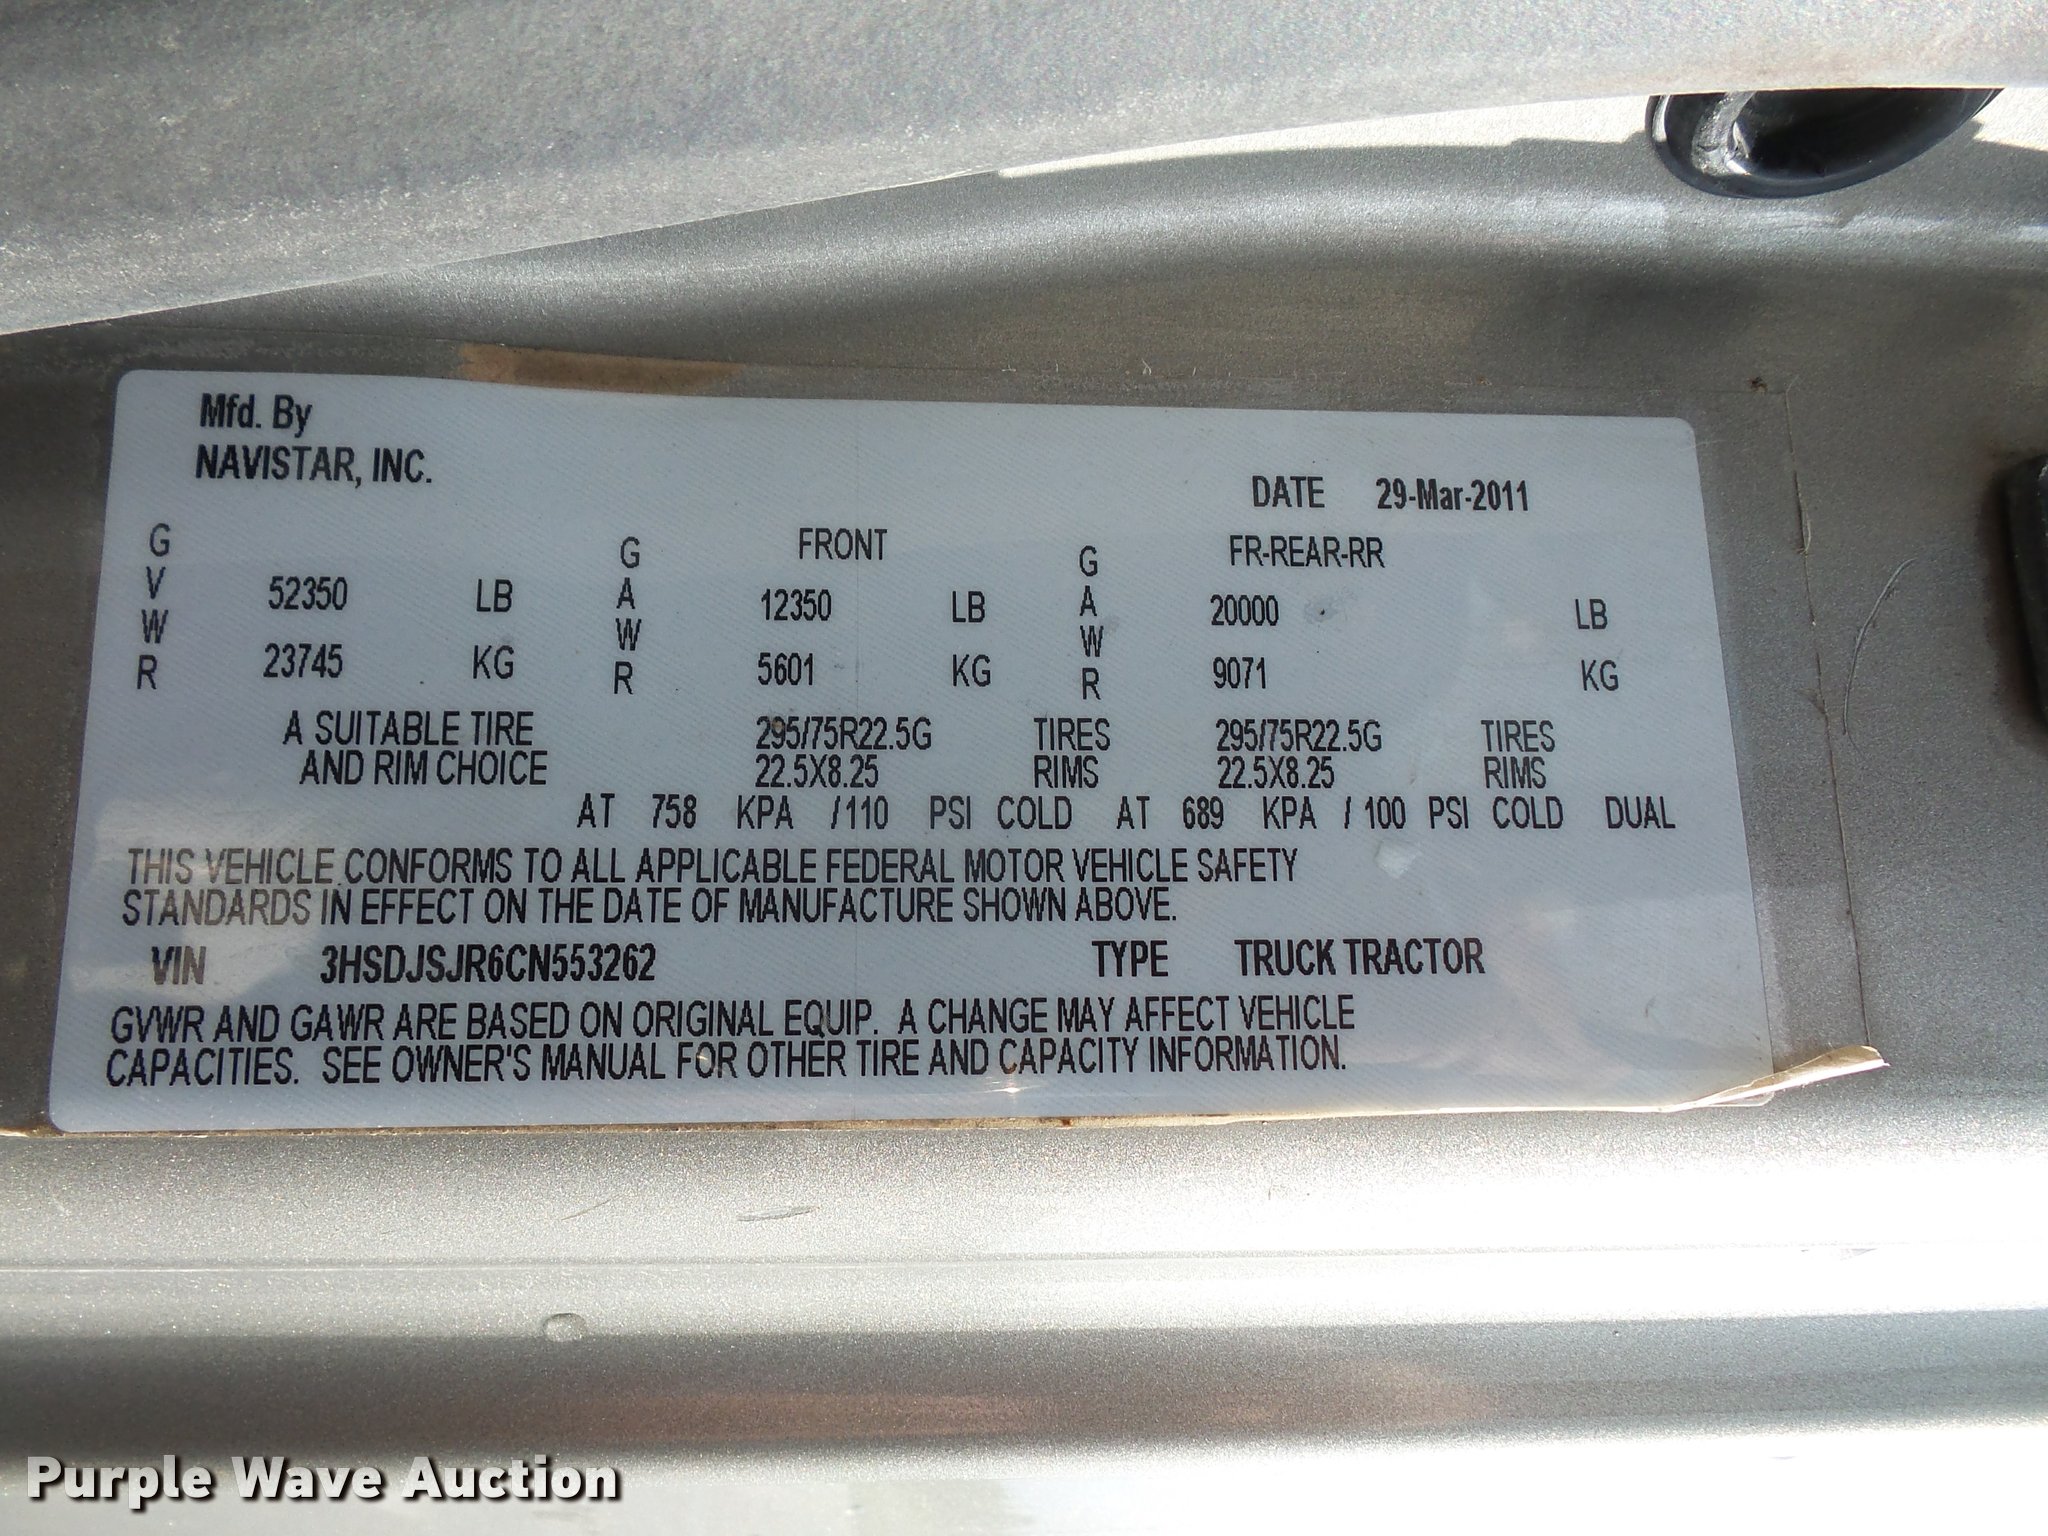 Mfd. By
NAVISTAR, INC.
DATE 29-Mar-2011
GVWR 52350 LB GAWR FRONT 12350 LB GAWR FR-REAR-RR 20000 LB
23745 KG 5601 KG 9071 KG
A SUITABLE TIRE 295/75R22.5G TIRES 295/75R22.5G TIRES
AND RIM CHOICE 22.5X8.25 RIMS 22.5X8.25 RIMS
AT 758 KPA /110 PSI COLD AT 689 KPA / 100 PSI COLD DUAL
THIS VEHICLE CONFORMS TO ALL APPLICABLE FEDERAL MOTOR VEHICLE SAFETY
STANDARDS IN EFFECT ON THE DATE OF MANUFACTURE SHOWN ABOVE.
VIN 3HSDJSJR6CN553262 TYPE TRUCK TRACTOR
GVWR AND GAWR ARE BASED ON ORIGINAL EQUIP. A CHANGE MAY AFFECT VEHICLE
CAPACITIES. SEE OWNER'S MANUAL FOR OTHER TIRE AND CAPACITY INFORMATION.
Purple Wave Auction